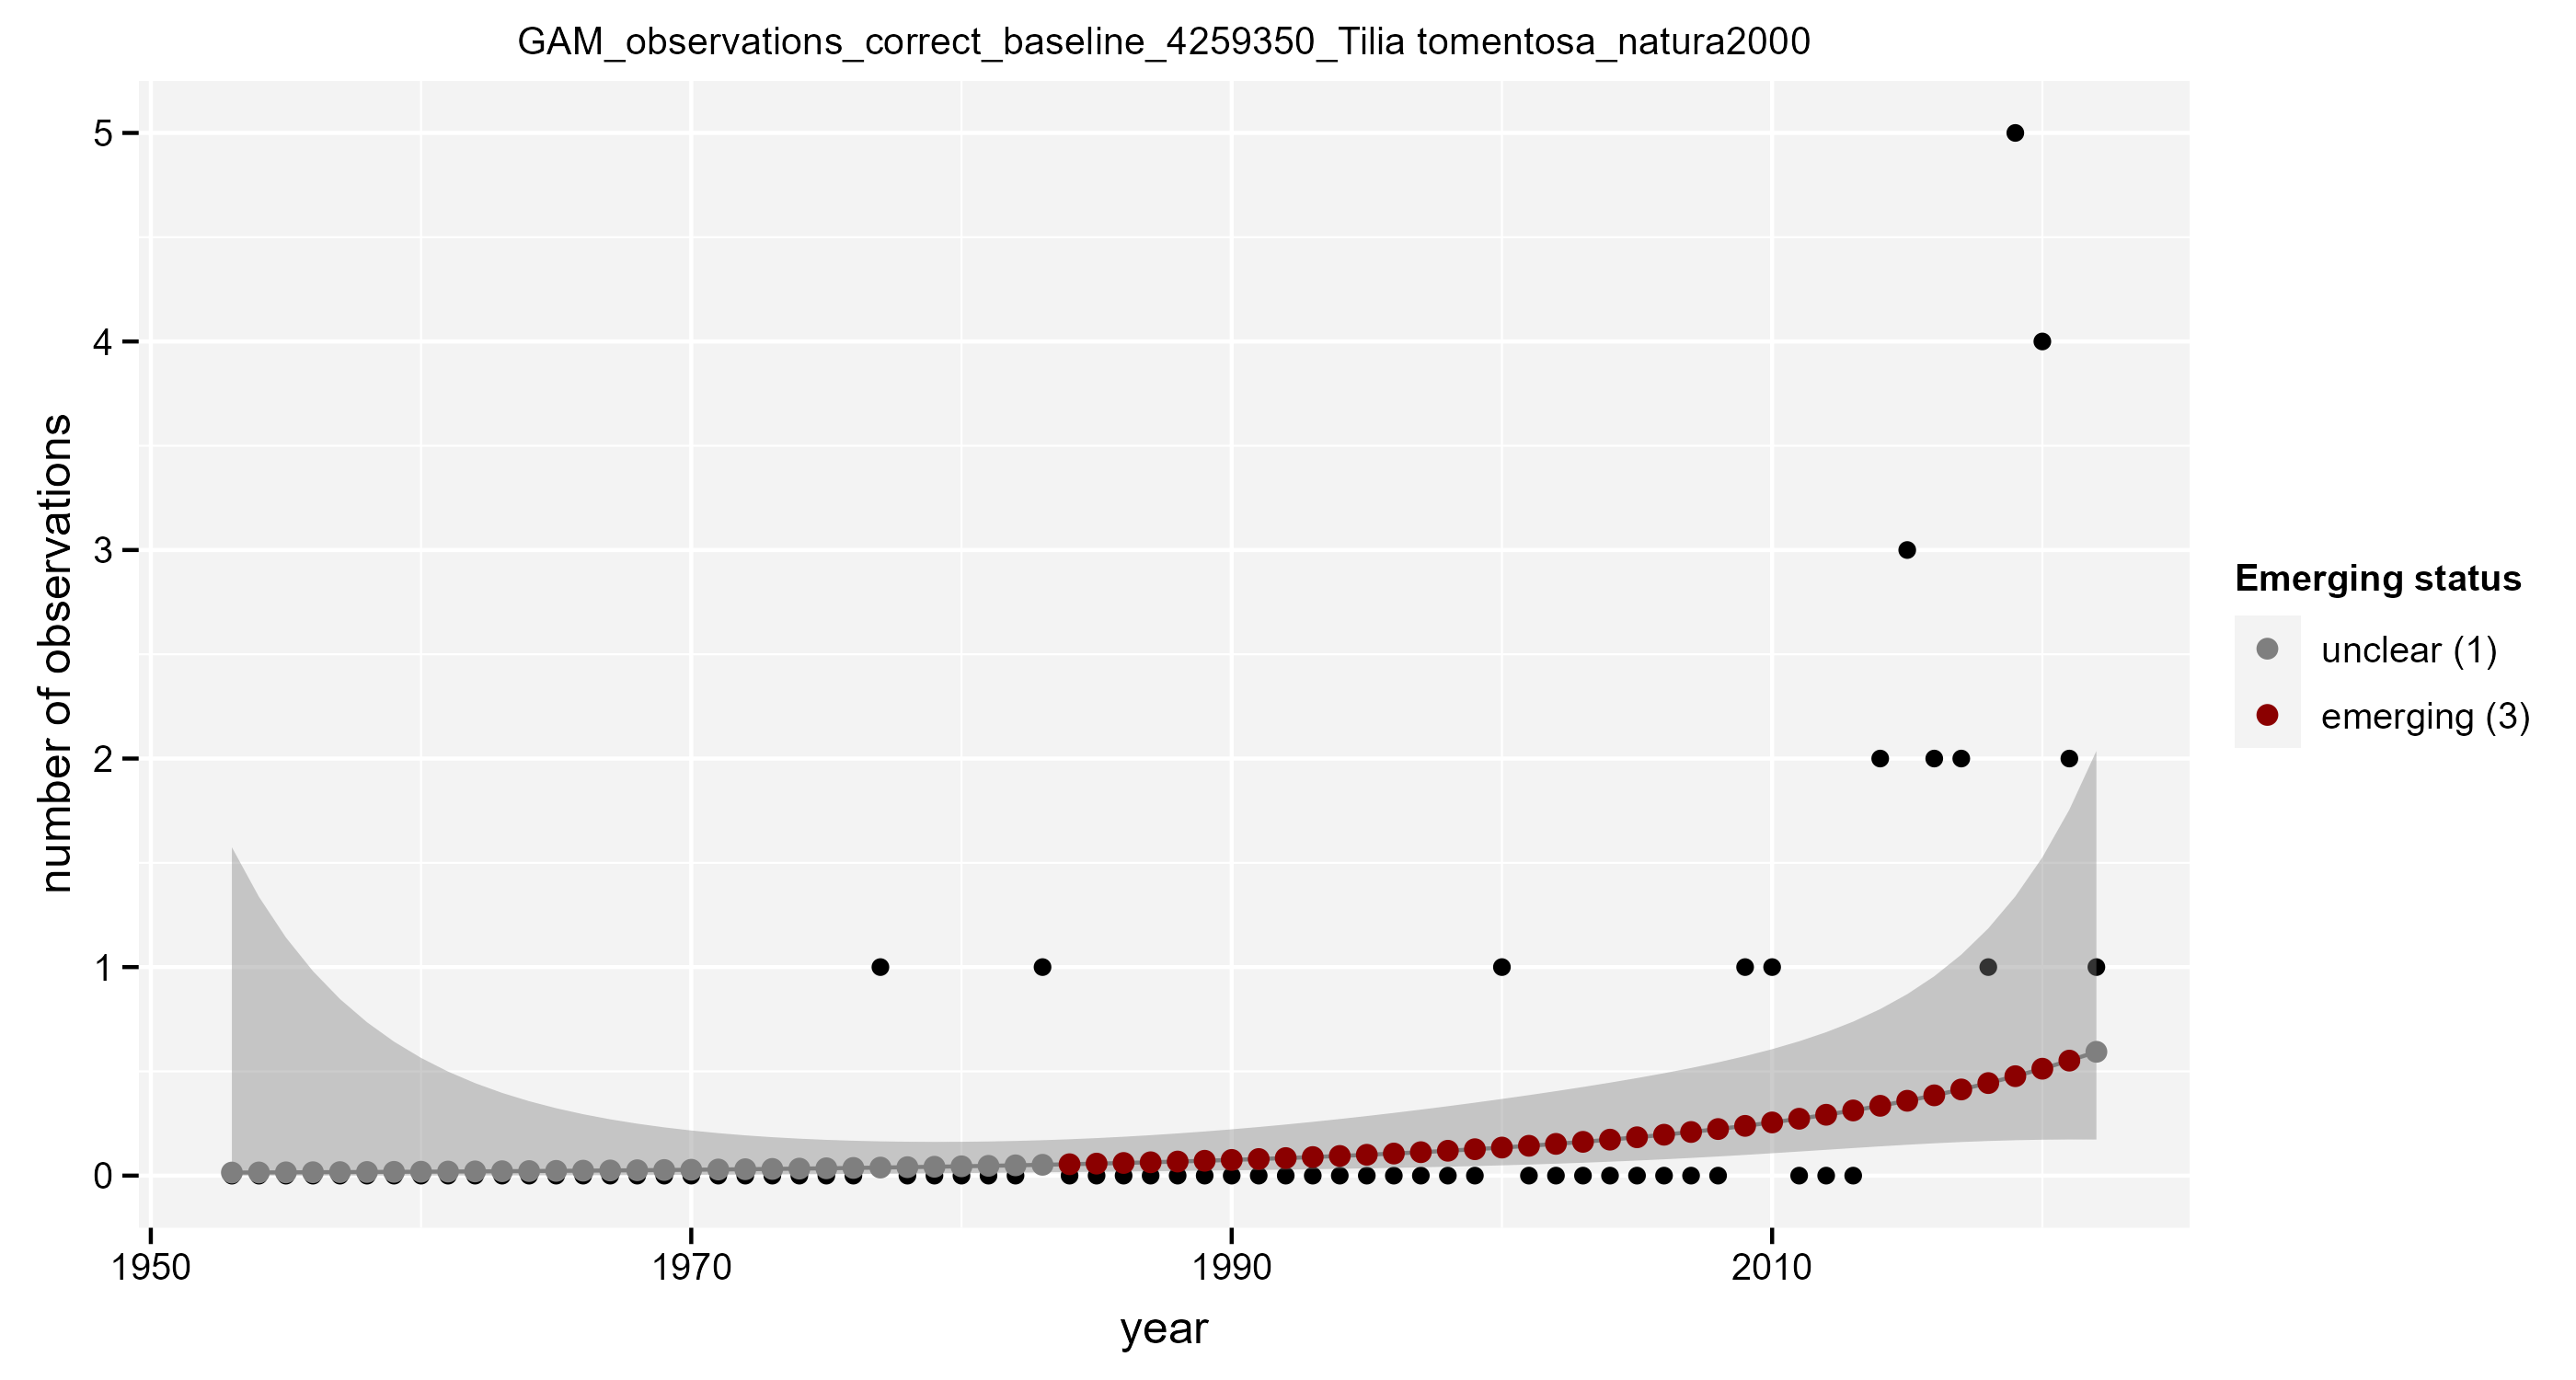 GAM_observations_correct_baseline_4259350_Tilia tomentosa_natura2000
number of observations
5
4
3
2
1
0
1950 1970 1990 2010
year
Emerging status
unclear (1)
emerging (3)